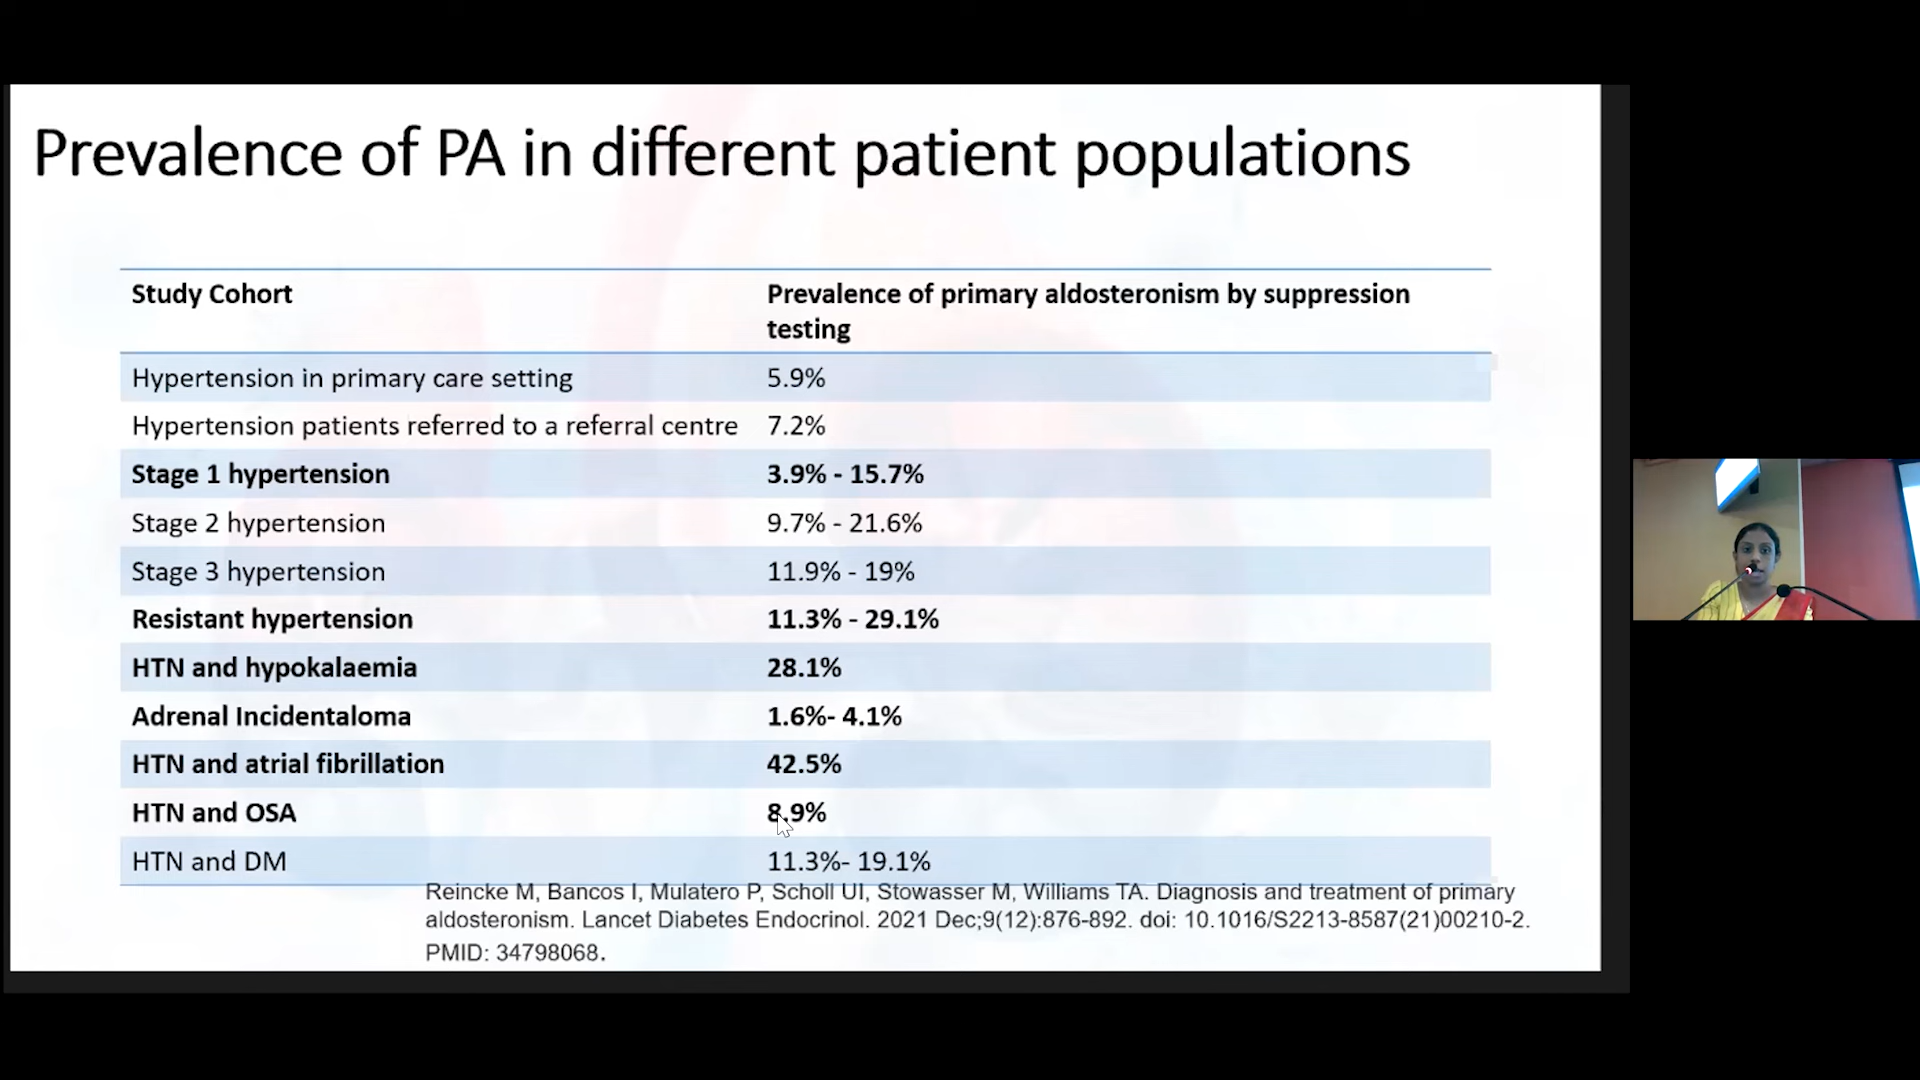 Prevalence of PA in different patient populations
Study Cohort
Prevalence of primary aldosteronism by suppression
testing
Hypertension in primary care setting 5.9%
Hypertension patients referred to a referral centre 7.2%
Stage 1 hypertension 3.9% - 15.7%
Stage 2 hypertension 9.7% - 21.6%
Stage 3 hypertension 11.9% - 19%
Resistant hypertension 11.3% - 29.1%
HTN and hypokalaemia 28.1%
Adrenal Incidentaloma 1.6%- 4.1%
HTN and atrial fibrillation 42.5%
HTN and OSA 8.9%
HTN and DM 11.3%- 19.1%
Reincke M, Bancos I, Mulatero P, Scholl UI, Stowasser M, Williams TA. Diagnosis and treatment of primary
aldosteronism. Lancet Diabetes Endocrinol. 2021 Dec;9(12):876-892. doi: 10.1016/S2213-8587(21)00210-2.
PMID: 34798068.